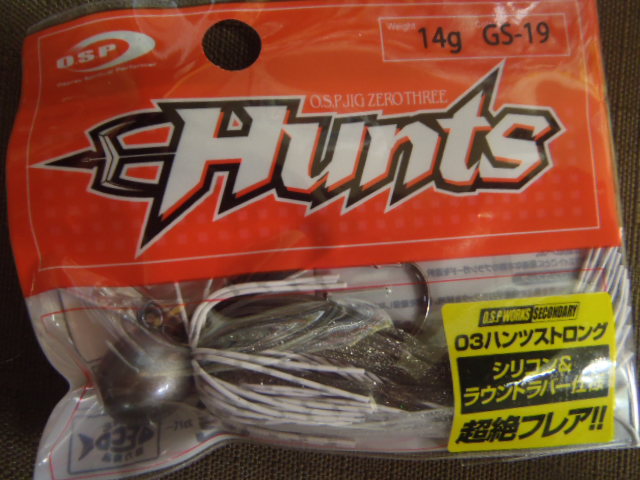 O.S.P
Weight
14g GS-19
O.S.P JIG ZERO THREE
Hunts
O.S.P WORKS SECONDARY
03ハンツストロング
シリコン&
ラウンドラバー仕様
超絶フレア!!